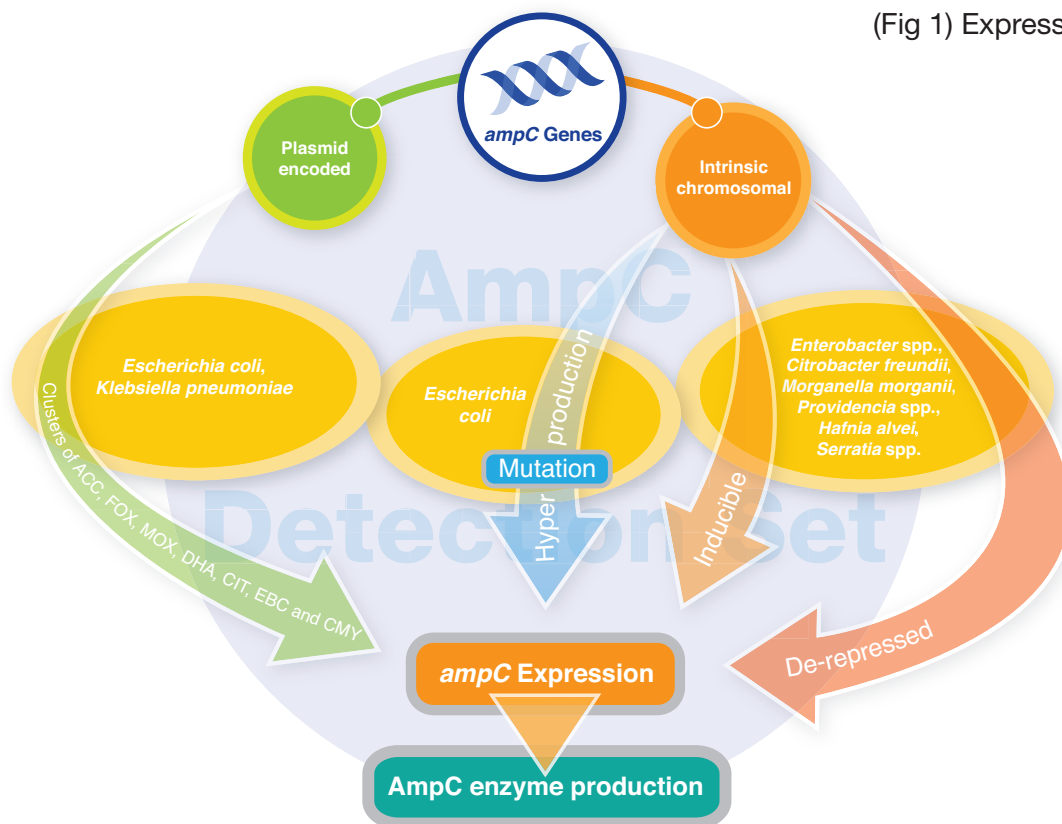 (Fig 1) Express
ampC Genes
Plasmid
encoded
Intrinsic
chromosomal
AmpC
Detection Set
Escherichia coli,
Klebsiella pneumoniae
Escherichia
coli
Enterobacter spp.,
Citrobacter freundii,
Morganella morganii,
Providencia spp.,
Hafnia alvei,
Serratia spp.
Clusters of ACC, FOX, MOX, DHA, CIT, EBC and CMY
Hyper production
Mutation
Inducible
De-repressed
ampC Expression
AmpC enzyme production